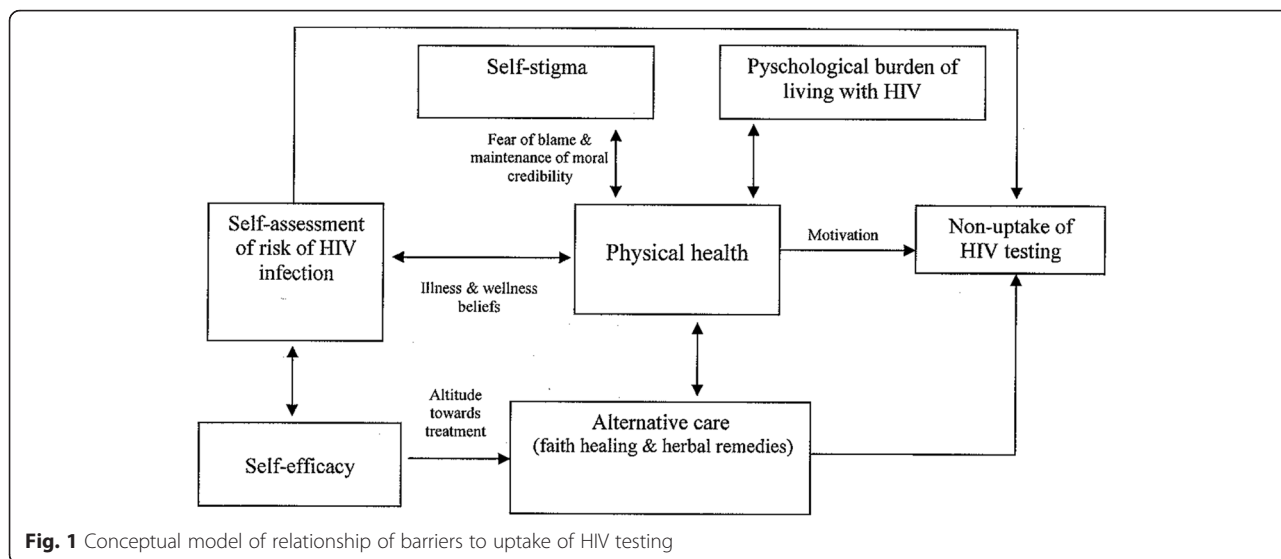 Self-stigma
Pyschological burden of
living with HIV
Fear of blame &
maintenance of moral
credibility
Self-assessment
of risk of HIV
infection
Physical health
Motivation
Non-uptake of
HIV testing
Illness & wellness
beliefs
Altitude
towards
treatment
Self-efficacy
Alternative care
(faith healing & herbal remedies)
Fig. 1 Conceptual model of relationship of barriers to uptake of HIV testing